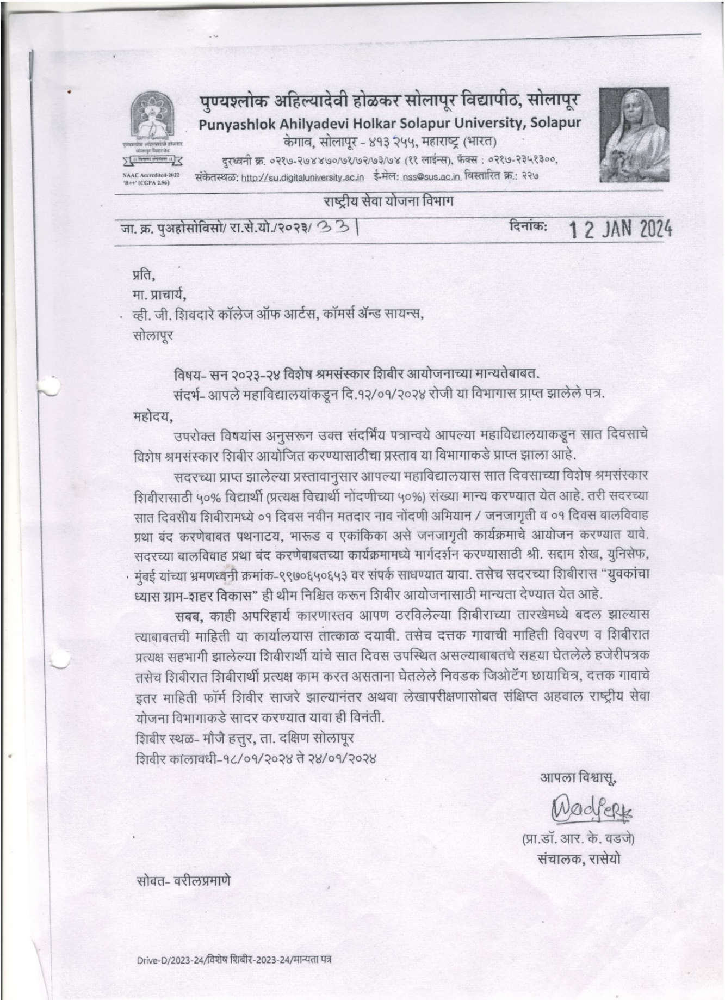 पुण्यश्लोक अहिल्यादेवी होळकर सोलापूर विद्यापीठ, सोलापूर
Punyashlok Ahilyadevi Holkar Solapur University, Solapur
केगाव, सोलापूर - ४१३ २५५, महाराष्ट्र (भारत)
दुरध्वनी क्र. ०२१७-२७४४७०/७१/७२/७३/७४ (११ लाईन्स), फॅक्स : ०२१७-२३५१३००,
संकेतस्थळ: http://su.digitaluniversity.ac.in ई-मेल: nss@sus.ac.in विस्तारित क्र.: २२७
पुण्यश्लोक अहिल्यादेवी होळकर
सोलापूर विद्यापीठ
NAAC Accredited-2022
'B++' (CGPA 2.96)
राष्ट्रीय सेवा योजना विभाग
जा. क्र. पुअहोसोविसो/ रा.से.यो./२०२३/ 331 दिनांक: 12 JAN 2024
प्रति,
मा. प्राचार्य,
व्ही. जी. शिवदारे कॉलेज ऑफ आर्टस, कॉमर्स ॲन्ड सायन्स,
सोलापूर
विषय- सन २०२३-२४ विशेष श्रमसंस्कार शिबीर आयोजनाच्या मान्यतेबाबत.
संदर्भ- आपले महाविद्यालयांकडून दि.१२/०१/२०२४ रोजी या विभागास प्राप्त झालेले पत्र.
महोदय,
उपरोक्त विषयांस अनुसरून उक्त संदर्भिय पत्रान्वये आपल्या महाविद्यालयाकडून सात दिवसाचे
विशेष श्रमसंस्कार शिबीर आयोजित करण्यासाठीचा प्रस्ताव या विभागाकडे प्राप्त झाला आहे.
सदरच्या प्राप्त झालेल्या प्रस्तावानुसार आपल्या महाविद्यालयास सात दिवसाच्या विशेष श्रमसंस्कार
शिबीरासाठी ५०% विद्यार्थी (प्रत्यक्ष विद्यार्थी नोंदणीच्या ५०%) संख्या मान्य करण्यात येत आहे. तरी सदरच्या
सात दिवसीय शिबीरामध्ये ०१ दिवस नवीन मतदार नाव नोंदणी अभियान / जनजागृती व ०१ दिवस बालविवाह
प्रथा बंद करणेबाबत पथनाटय, भारूड व एकांकिका असे जनजागृती कार्यक्रमाचे आयोजन करण्यात यावे.
सदरच्या बालविवाह प्रथा बंद करणेबाबतच्या कार्यक्रमामध्ये मार्गदर्शन करण्यासाठी श्री. सद्दाम शेख, युनिसेफ,
मुंबई यांच्या भ्रमणध्वनी क्रमांक-९९७०६५०६५३ वर संपर्क साधण्यात यावा. तसेच सदरच्या शिबीरास “युवकांचा
ध्यास ग्राम-शहर विकास” ही थीम निश्चित करून शिबीर आयोजनासाठी मान्यता देण्यात येत आहे.
सबब, काही अपरिहार्य कारणास्तव आपण ठरविलेल्या शिबीराच्या तारखेमध्ये बदल झाल्यास
त्याबाबतची माहिती या कार्यालयास तात्काळ दयावी. तसेच दत्तक गावाची माहिती विवरण व शिबीरात
प्रत्यक्ष सहभागी झालेल्या शिबीरार्थी यांचे सात दिवस उपस्थित असल्याबाबतचे सहया घेतलेले हजेरीपत्रक
तसेच शिबीरात शिबीरार्थी प्रत्यक्ष काम करत असताना घेतलेले निवडक जिओटॅग छायाचित्र, दत्तक गावाचे
इतर माहिती फॉर्म शिबीर साजरे झाल्यानंतर अथवा लेखापरीक्षणासोबत संक्षिप्त अहवाल राष्ट्रीय सेवा
योजना विभागाकडे सादर करण्यात यावा ही विनंती.
शिबीर स्थळ- मौजे हत्तुर, ता. दक्षिण सोलापूर
शिबीर कालावधी-१८/०१/२०२४ ते २४/०१/२०२४
आपला विश्वासू,
(प्रा.डॉ. आर. के. वडजे)
संचालक, रासेयो
सोबत- वरीलप्रमाणे
Drive-D/2023-24/विशेष शिबीर-2023-24/मान्यता पत्र